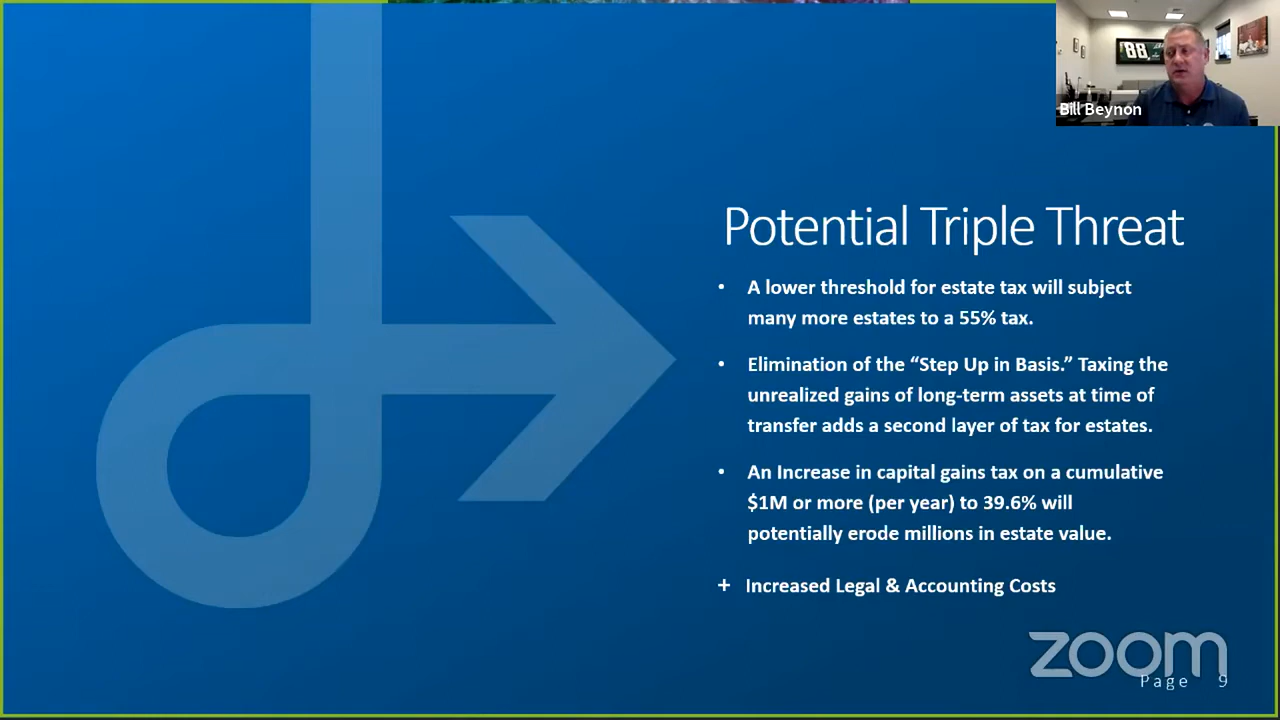 88
Bill Beynon
Potential Triple Threat
• A lower threshold for estate tax will subject
many more estates to a 55% tax.
• Elimination of the “Step Up in Basis.” Taxing the
unrealized gains of long-term assets at time of
transfer adds a second layer of tax for estates.
• An Increase in capital gains tax on a cumulative
$1M or more (per year) to 39.6% will
potentially erode millions in estate value.
+ Increased Legal & Accounting Costs
zoom
Page 9